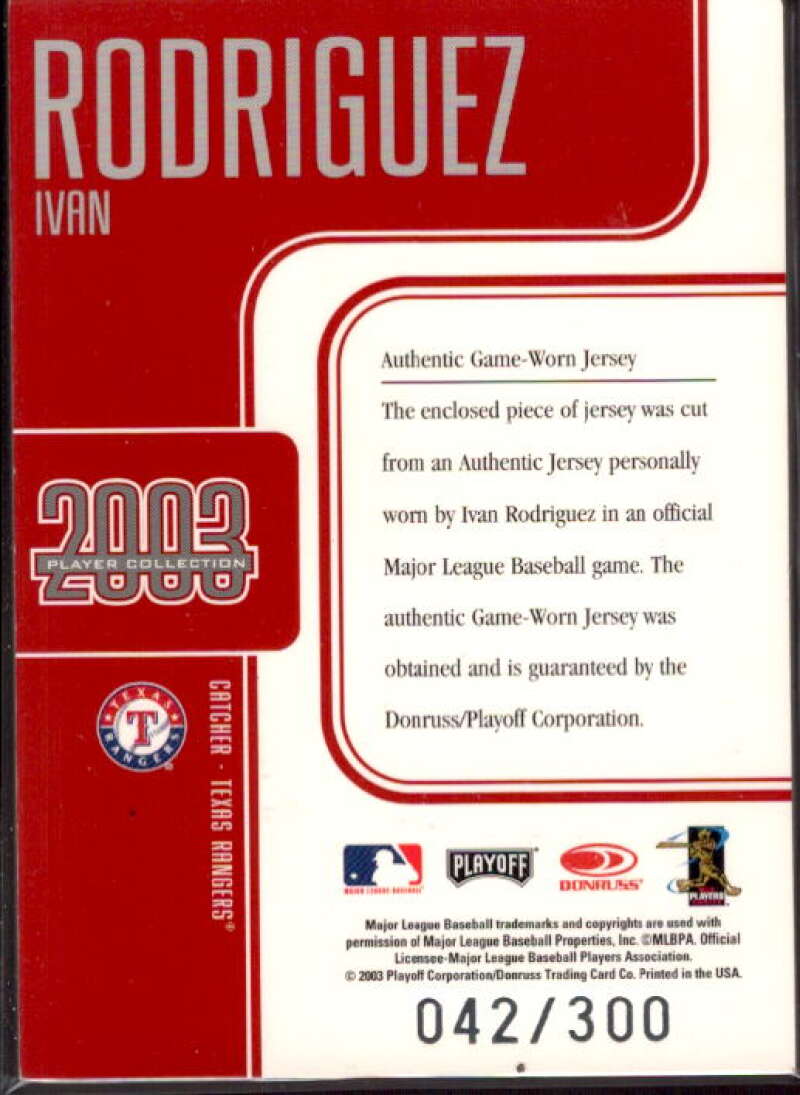 RODRIGUEZ
IVAN
Authentic Game-Worn Jersey
The enclosed piece of jersey was cut
from an Authentic Jersey personally
worn by Ivan Rodriguez in an official
Major League Baseball game. The
authentic Game-Worn Jersey was
obtained and is guaranteed by the
Donruss/Playoff Corporation.
2003
PLAYER COLLECTION
TEXAS
T
RANGERS
CATCHER - TEXAS RANGERS®
MAJOR LEAGUE BASEBALL
PLAYOFF
DONRUSS
PLAYERS
Major League Baseball trademarks and copyrights are used with
permission of Major League Baseball Properties, Inc. ©MLBPA. Official
Licensee-Major League Baseball Players Association.
© 2003 Playoff Corporation/Donruss Trading Card Co. Printed in the USA.
042/300